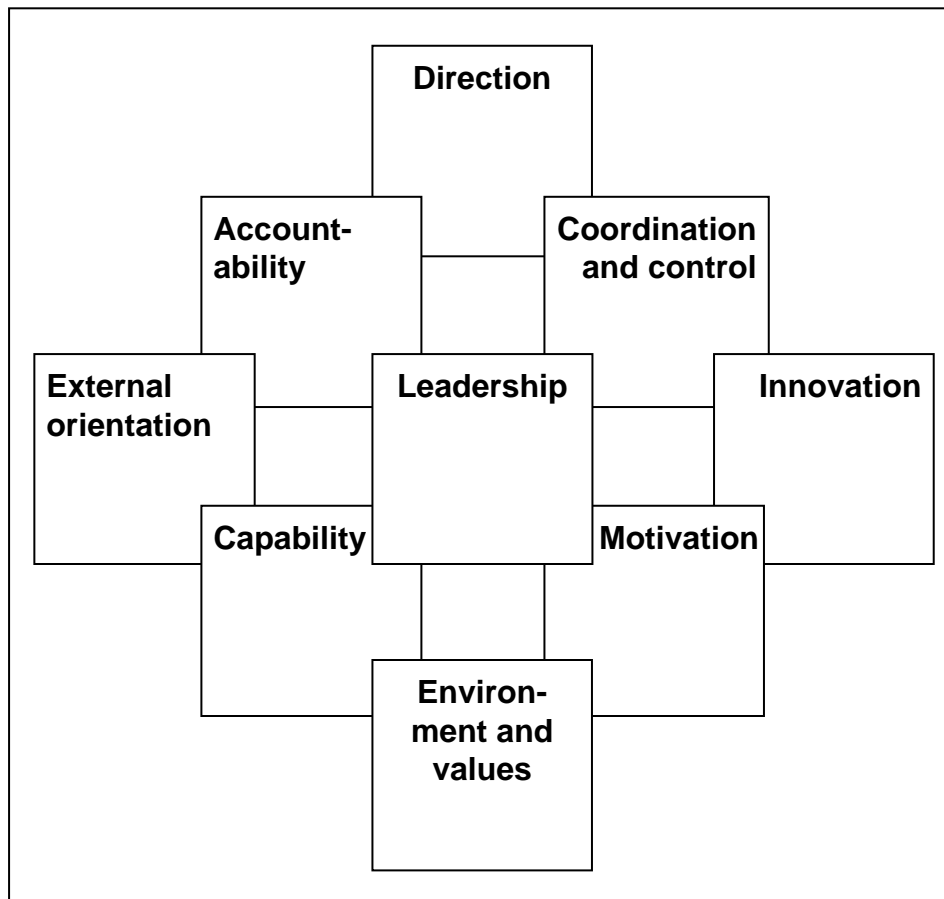 Direction
Account-
ability
Coordination
and control
External
orientation
Leadership
Innovation
Capability
Motivation
Environ-
ment and
values